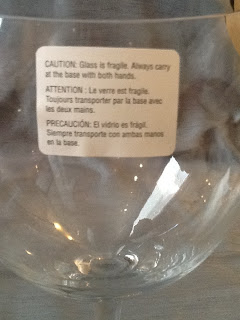 CAUTION: Glass is fragile. Always carry
at the base with both hands.
ATTENTION : Le verre est fragile.
Toujours transporter par la base avec
les deux mains.
PRECAUCIÓN: El vidrio es frágil.
Siempre transporte con ambas manos
en la base.